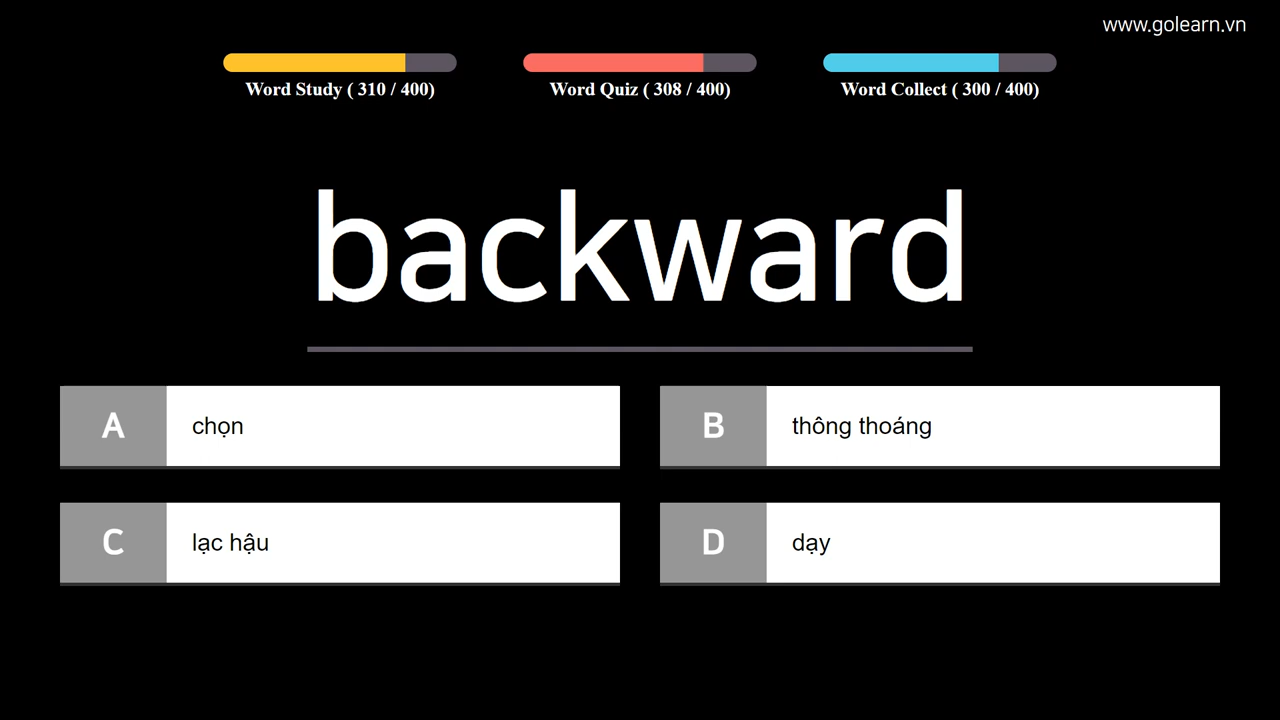 www.golearn.vn
Word Study ( 310 / 400)
Word Quiz ( 308 / 400)
Word Collect ( 300 / 400)
backward
A
chọn
B
thông thoáng
C
lạc hậu
D
dạy